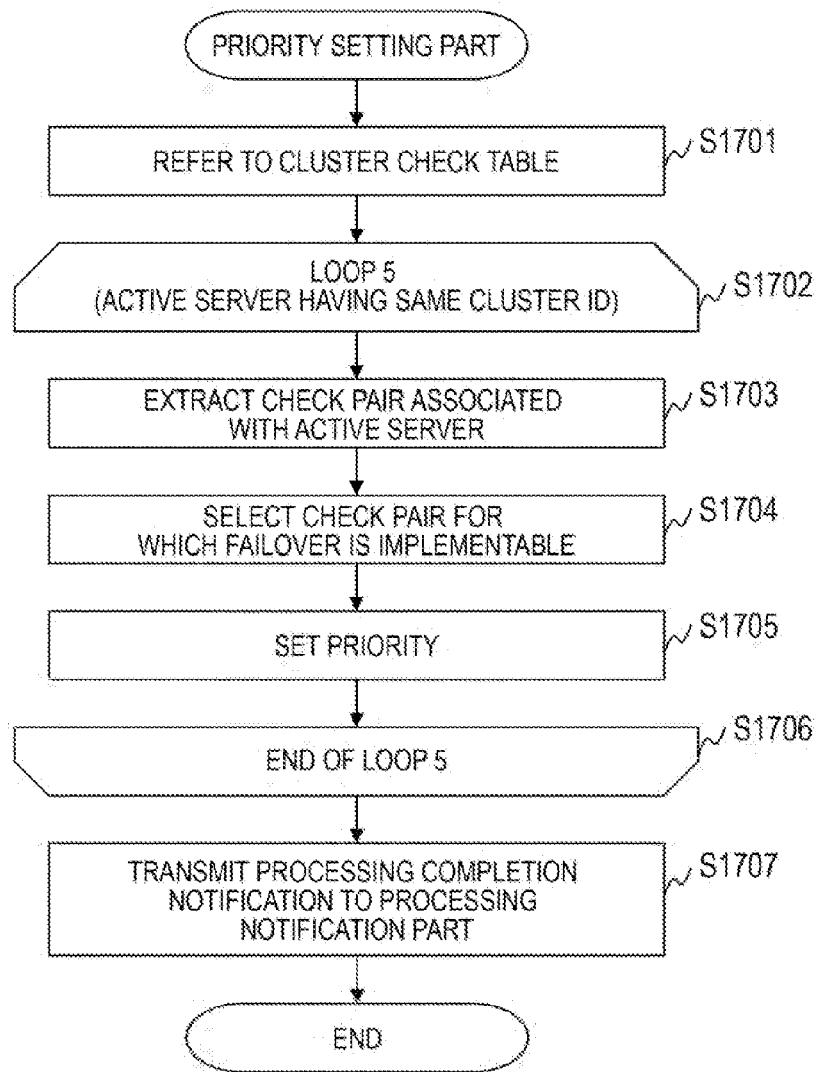 PRIORITY SETTING PART
REFER TO CLUSTER CHECK TABLE
S1701
LOOP 5
(ACTIVE SERVER HAVING SAME CLUSTER ID)
S1702
EXTRACT CHECK PAIR ASSOCIATED
WITH ACTIVE SERVER
S1703
SELECT CHECK PAIR FOR
WHICH FAILOVER IS IMPLEMENTABLE
S1704
SET PRIORITY
S1705
END OF LOOP 5
S1706
TRANSMIT PROCESSING COMPLETION
NOTIFICATION TO PROCESSING
NOTIFICATION PART
S1707
END